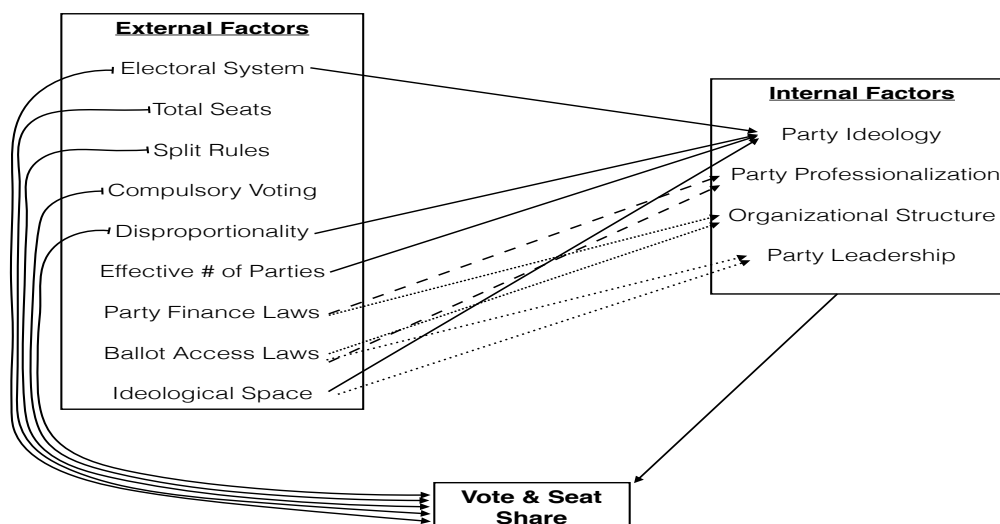 External Factors
Electoral System
Total Seats
Split Rules
Compulsory Voting
Disproportionality
Effective # of Parties
Party Finance Laws
Ballot Access Laws
Ideological Space
Internal Factors
Party Ideology
Party Professionalization
Organizational Structure
Party Leadership
Vote & Seat
Share